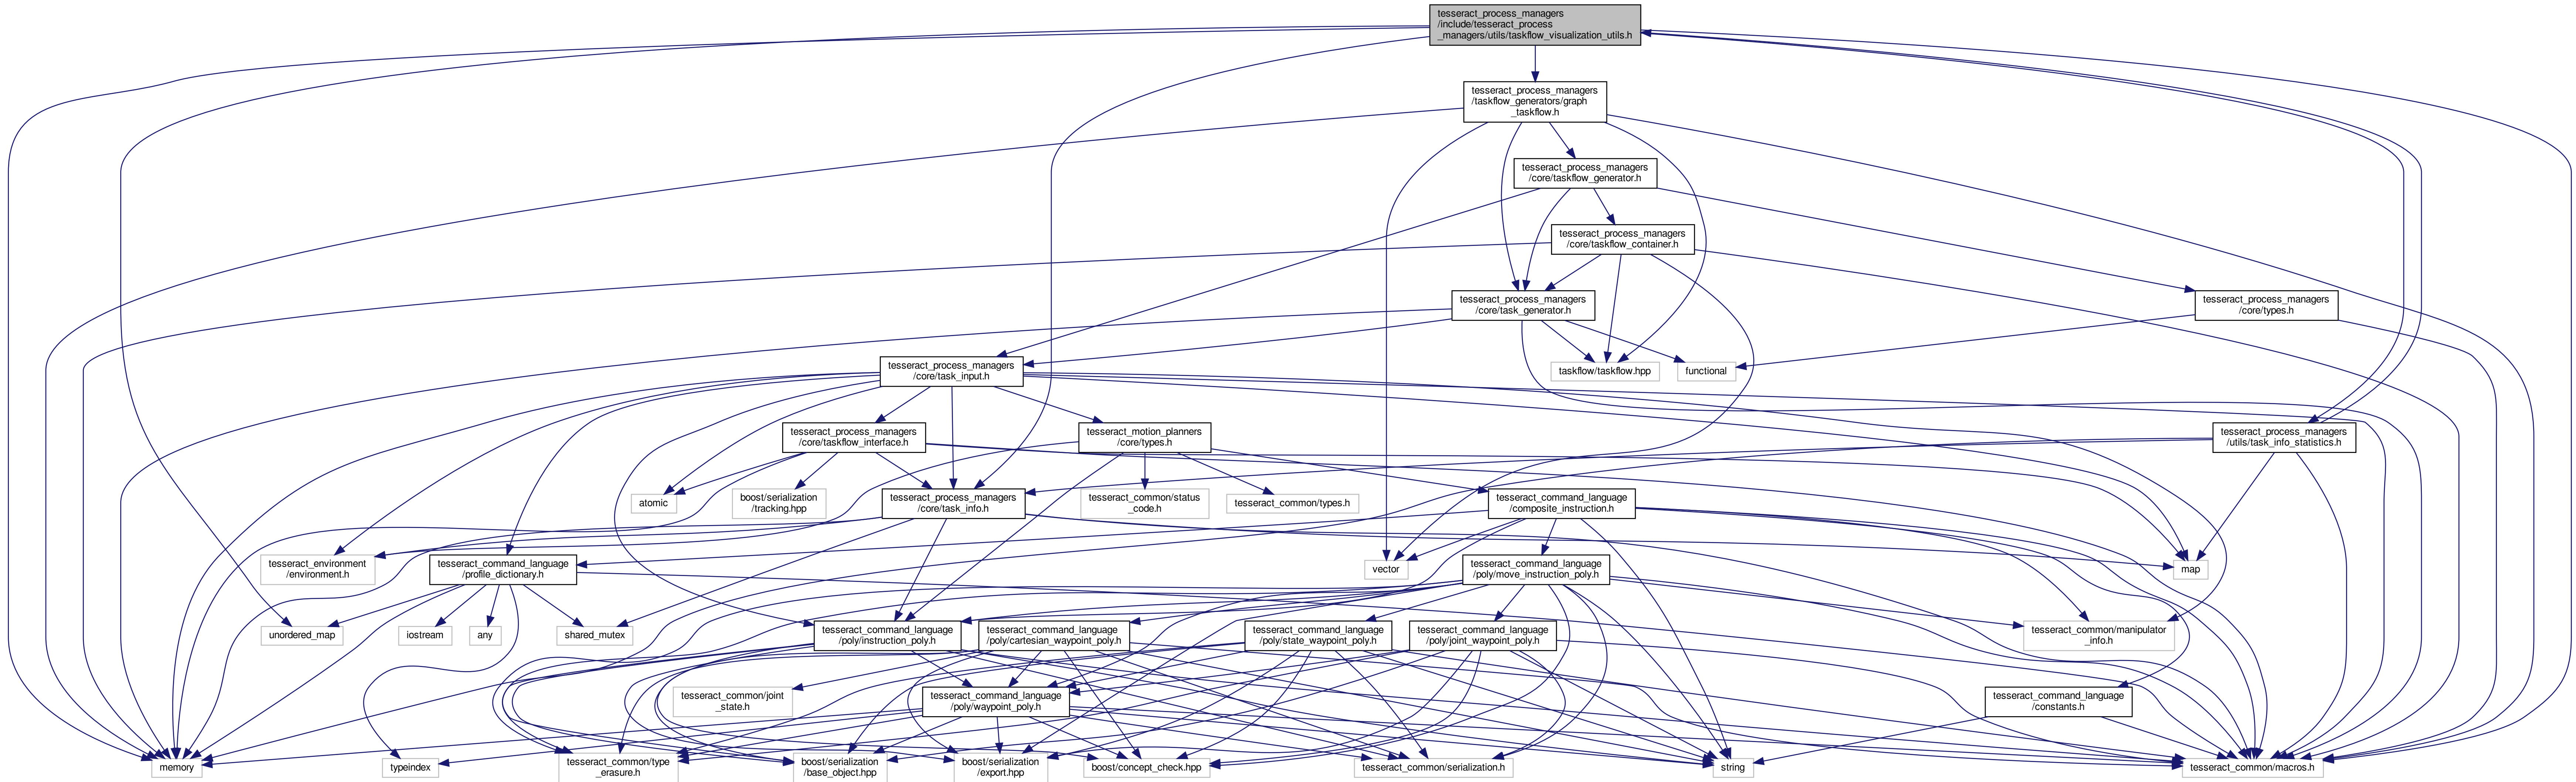 tesseract_process_managers
/include/tesseract_process
_managers/utils/taskflow_visualization_utils.h
tesseract_process_managers
/taskflow_generators/graph
_taskflow.h
tesseract_process_managers
/core/taskflow_generator.h
tesseract_process_managers
/core/taskflow_container.h
tesseract_process_managers
/core/task_generator.h
tesseract_process_managers
/core/types.h
tesseract_process_managers
/core/task_input.h
taskflow/taskflow.hpp
functional
tesseract_process_managers
/core/taskflow_interface.h
tesseract_motion_planners
/core/types.h
tesseract_process_managers
/utils/task_info_statistics.h
atomic
boost/serialization
/tracking.hpp
tesseract_process_managers
/core/task_info.h
tesseract_common/status
_code.h
tesseract_common/types.h
tesseract_command_language
/composite_instruction.h
tesseract_environment
/environment.h
tesseract_command_language
/profile_dictionary.h
vector
tesseract_command_language
/poly/move_instruction_poly.h
map
unordered_map
iostream
any
shared_mutex
tesseract_command_language
/poly/instruction_poly.h
tesseract_command_language
/poly/cartesian_waypoint_poly.h
tesseract_command_language
/poly/state_waypoint_poly.h
tesseract_command_language
/poly/joint_waypoint_poly.h
tesseract_common/manipulator
_info.h
tesseract_common/joint
_state.h
tesseract_command_language
/poly/waypoint_poly.h
tesseract_command_language
/constants.h
memory
typeindex
tesseract_common/type
_erasure.h
boost/serialization
/base_object.hpp
boost/serialization
/export.hpp
boost/concept_check.hpp
tesseract_common/serialization.h
string
tesseract_common/macros.h